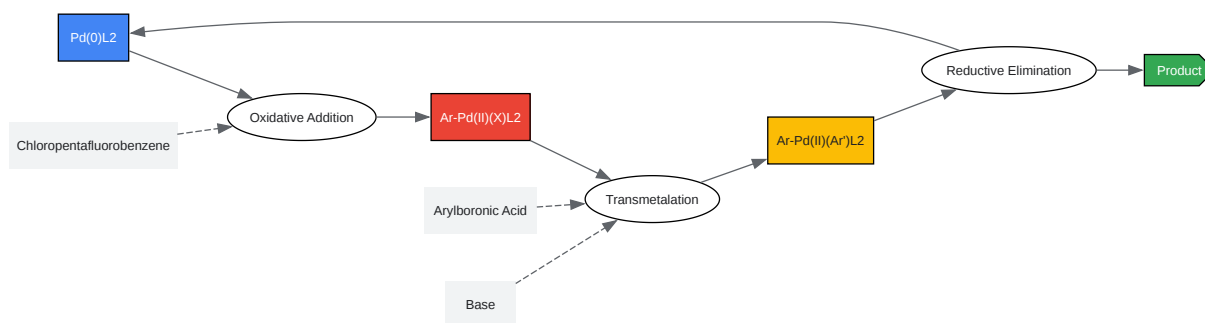 Pd(0)L2
Reductive Elimination
Product
Oxidative Addition
Ar-Pd(II)(X)L2
Chloropentafluorobenzene
Ar-Pd(II)(Ar')L2
Transmetalation
Arylboronic Acid
Base